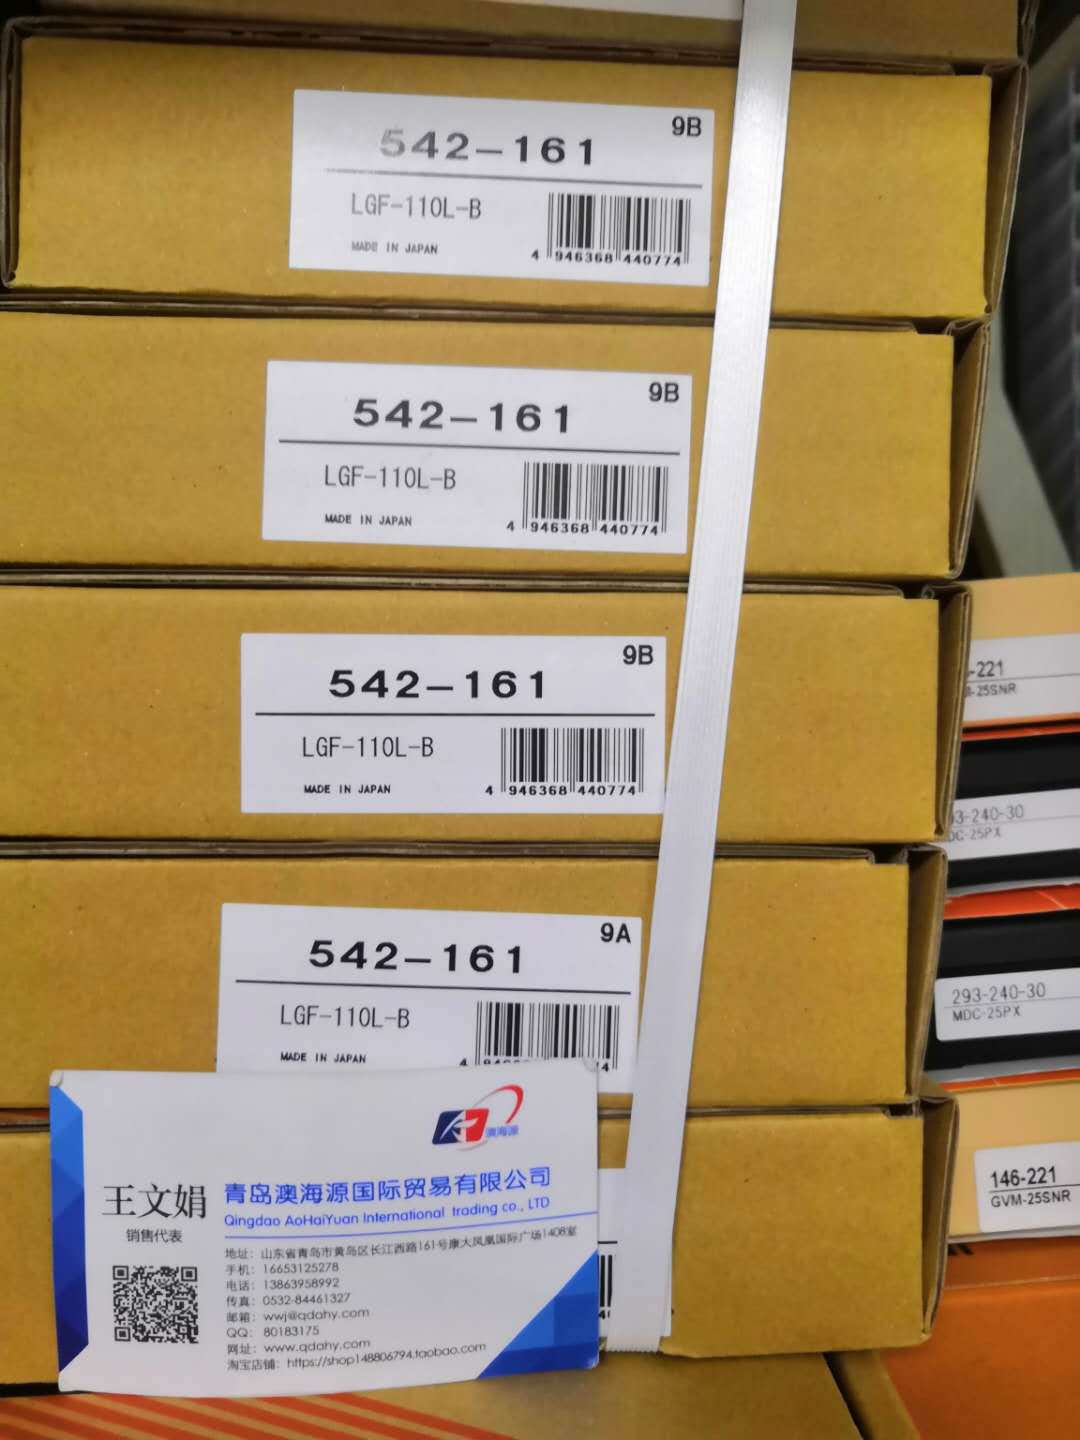 9B
542-161
LGF-110L-B
MADE IN JAPAN
4 946368 440774
9B
542-161
LGF-110L-B
MADE IN JAPAN
4 946368 440774
9B
542-161
LGF-110L-B
MADE IN JAPAN
4 946368 440774
9A
542-161
LGF-110L-B
MADE IN JAPAN
-221
-25SNR
93-240-30
DC-25PX
293-240-30
MDC-25PX
146-221
GVM-25SNR
澳海源
王文娟
销售代表
青岛澳海源国际贸易有限公司
Qingdao AoHaiYuan International trading co., LTD
地址：山东省青岛市黄岛区长江西路161号康大凤凰国际广场1408室
手机：16653125278
电话：13863958992
传真：0532-84461327
邮箱：wwj@qdahy.com
QQ：80183175
网址：www.qdahy.com
淘宝店铺：https://shop148806794.taobao.com